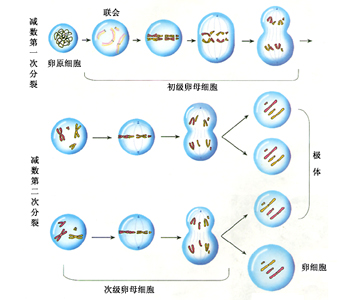 联会
减数第一次分裂
卵原细胞
初级卵母细胞
减数第二次分裂
极体
卵细胞
次级卵母细胞